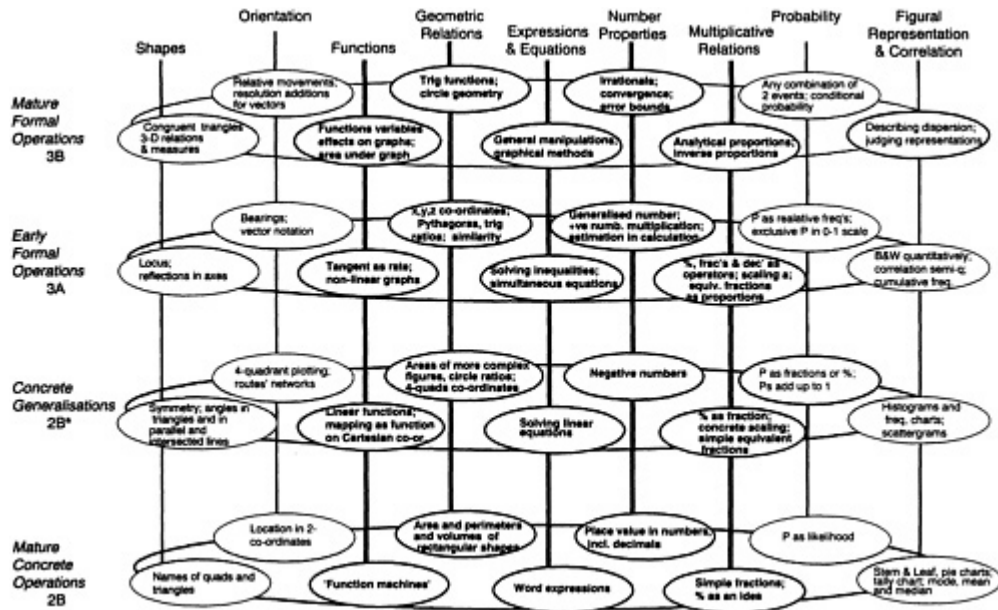 Orientation
Geometric
Relations
Number
Properties
Probability
Figural
Representation
& Correlation
Shapes
Functions
Expressions
& Equations
Multiplicative
Relations
Mature
Formal
Operations
3B
Relative movements;
resolution additions
for vectors
Trig functions;
circle geometry
Irrationals;
convergence;
error bounds
Any combination of
2 events; conditional
probability
Congruent triangles
3-D relations
& measures
Functions variables
effects on graphs;
area under graph
General manipulations;
graphical methods
Analytical proportions;
inverse proportions
Describing dispersion;
judging representations
Early
Formal
Operations
3A
Bearings;
vector notation
x,y,z co-ordinates;
Pythagoras, trig
ratios; similarity
Generalised number;
+ve numb. multiplication;
estimation in calculation
P as realative freq's;
exclusive P in 0-1 scale
Locus;
reflections in axes
Tangent as rate;
non-linear graphs
Solving inequalities;
simultaneous equations
%, frac's & dec' as
operators; scaling a;
equiv. fractions
as proportions
B&W quantitatively;
correlation semi-q;
cumulative freq.
Concrete
Generalisations
2B*
4-quadrant plotting;
routes' networks
Areas of more complex
figures, circle ratios;
4-quads co-ordinates
Negative numbers
P as fractions or %;
Ps add up to 1
Symmetry; angles in
triangles and in
parallel and
intersected lines
Linear functions;
mapping as function
on Cartesian co-or.
Solving linear
equations
% as fraction;
concrete scaling;
simple equivalent
fractions
Histograms and
freq. charts;
scattergrams
Mature
Concrete
Operations
2B
Location in 2-
co-ordinates
Area and perimeters
and volumes of
rectangular shapes
Place value in numbers,
incl. decimals
P as likelihood
Names of quads and
triangles
'Function machines'
Word expressions
Simple fractions;
% as an idea
Stem & Leaf, pie charts;
tally chart; mode, mean
and median